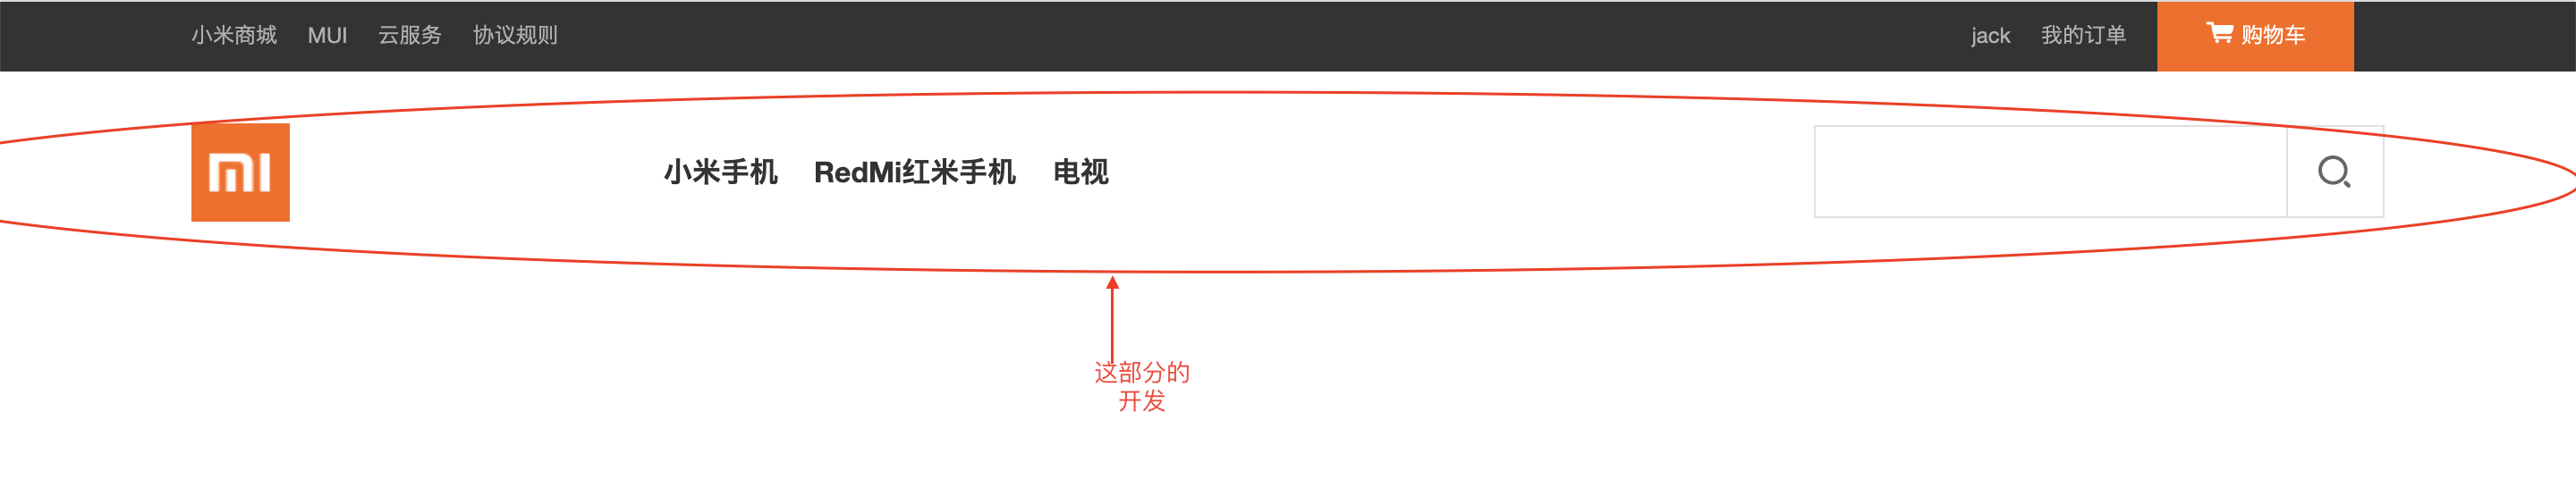 小米商城 MUI 云服务 协议规则 jack 我的订单 购物车
mi 小米手机 RedMi红米手机 电视
这部分的
开发